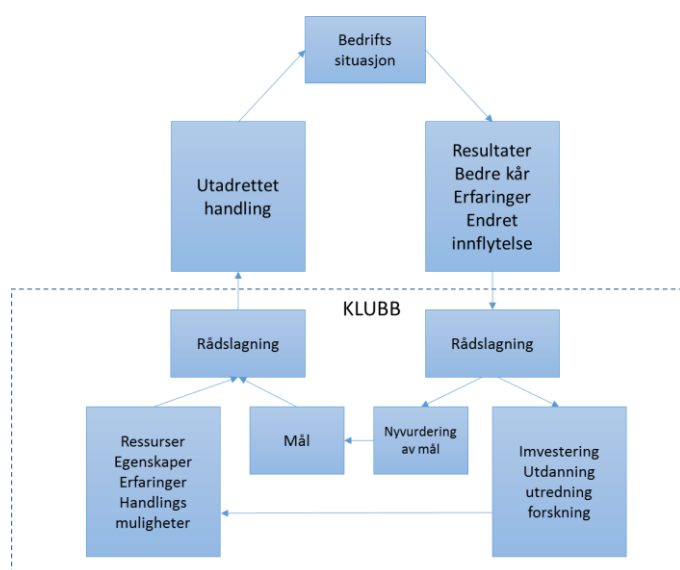 Bedrifts
situasjon
Utadrettet
handling
Resultater
Bedre kår
Erfaringer
Endret
innflytelse
KLUBB
Rådslagning
Rådslagning
Ressurser
Egenskaper
Erfaringer
Handlings
muligheter
Mål
Nyvurdering
av mål
Imvestering
Utdanning
utredning
forskning